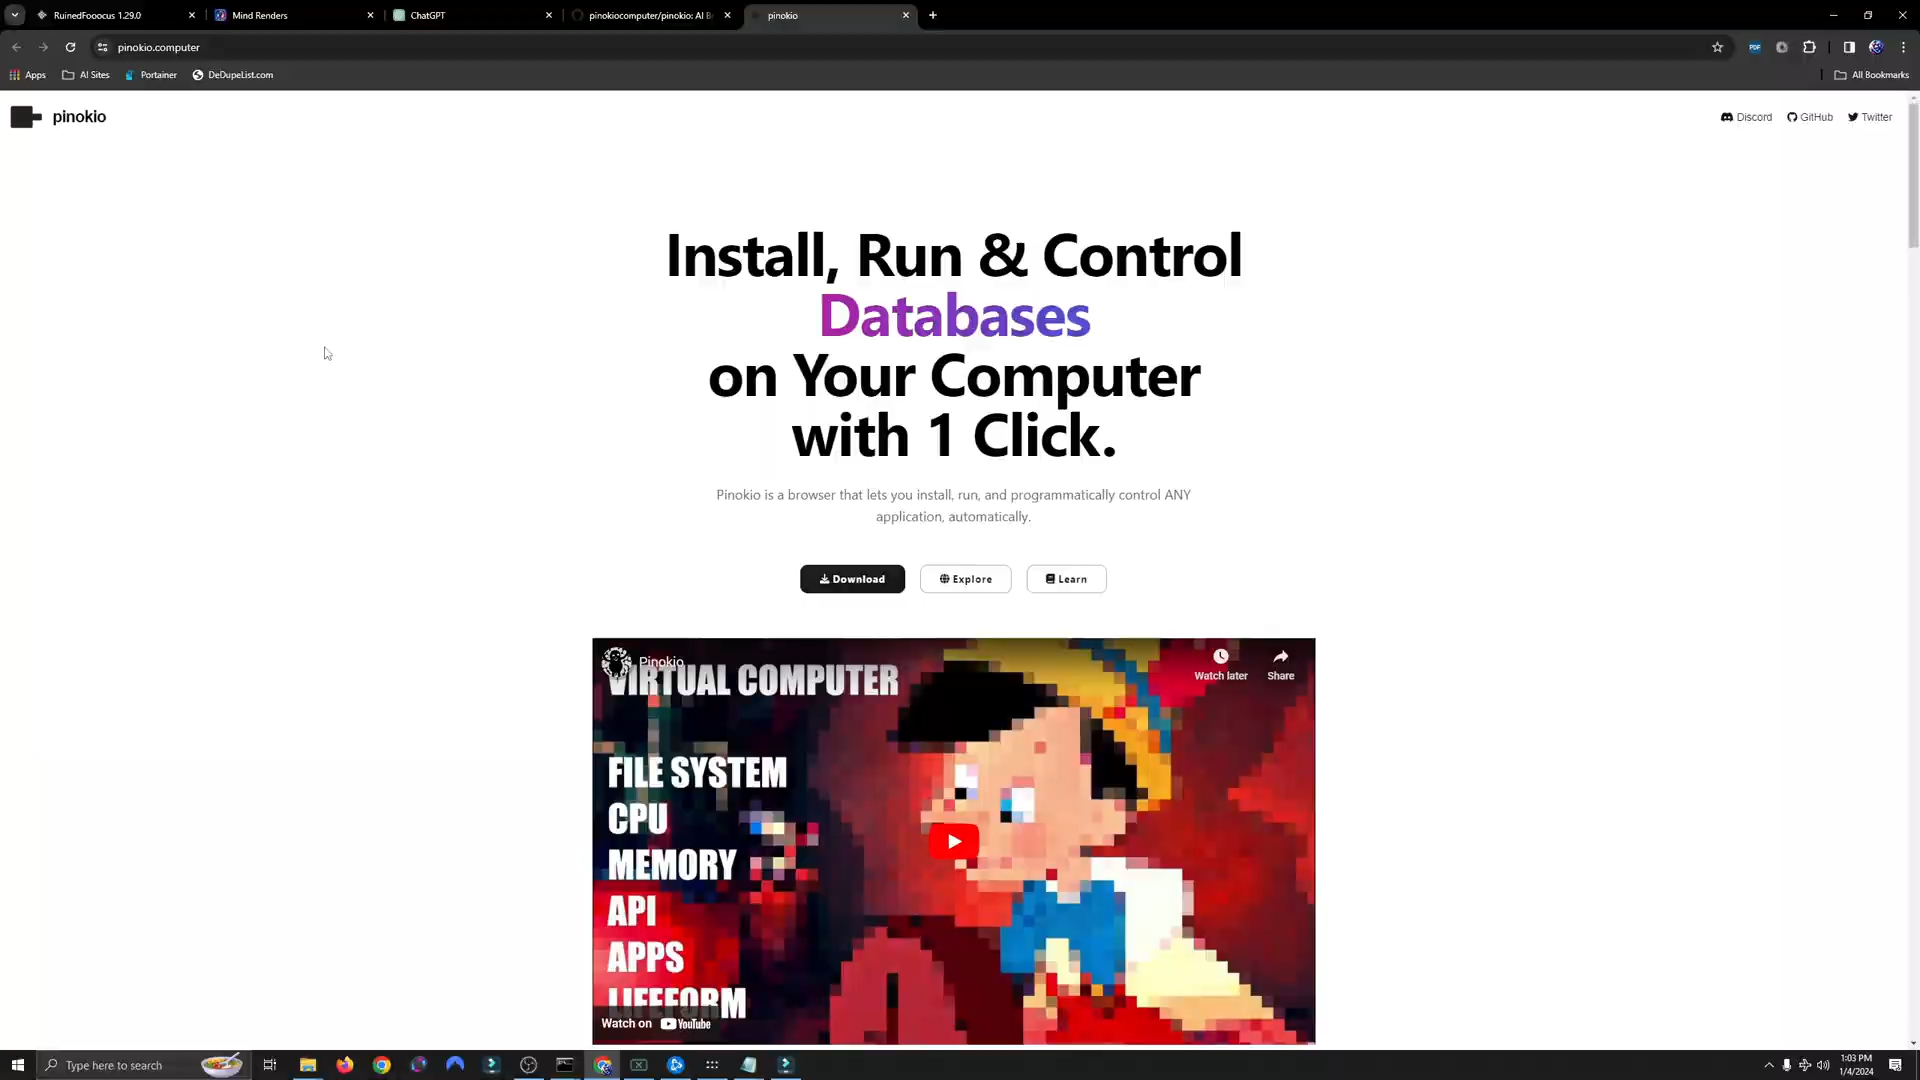 RuinedFooocus 1.29.0
Mind Renders
ChatGPT
pinokiocomputer/pinokio: AI B
pinokio
pinokio.computer
PDF
Apps
AI Sites
Portainer
DeDupeList.com
All Bookmarks
pinokio
Discord
GitHub
Twitter
Install, Run & Control
Databases
on Your Computer
with 1 Click.
Pinokio is a browser that lets you install, run, and programmatically control ANY
application, automatically.
Download
Explore
Learn
Pinokio
VIRTUAL COMPUTER
Watch later
Share
FILE SYSTEM
CPU
MEMORY
API
APPS
LIFEFORM
Watch on YouTube
Type here to search
1:03 PM
1/4/2024